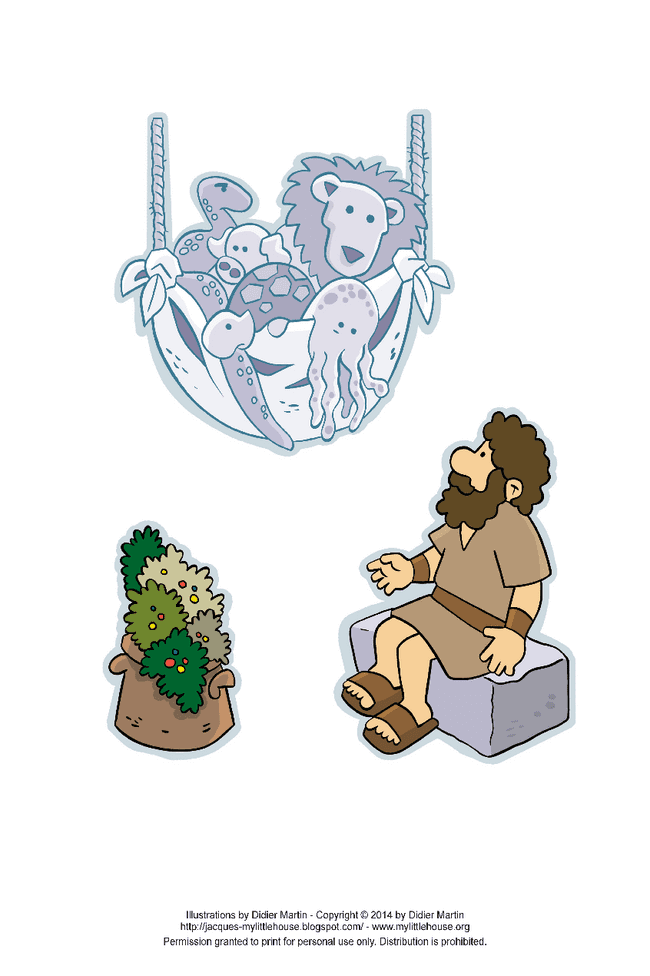 Illustrations by Didier Martin - Copyright © 2014 by Didier Martin
http://jacques-mylittlehouse.blogspot.com/ - www.mylittlehouse.org
Permission granted to print for personal use only. Distribution is prohibited.